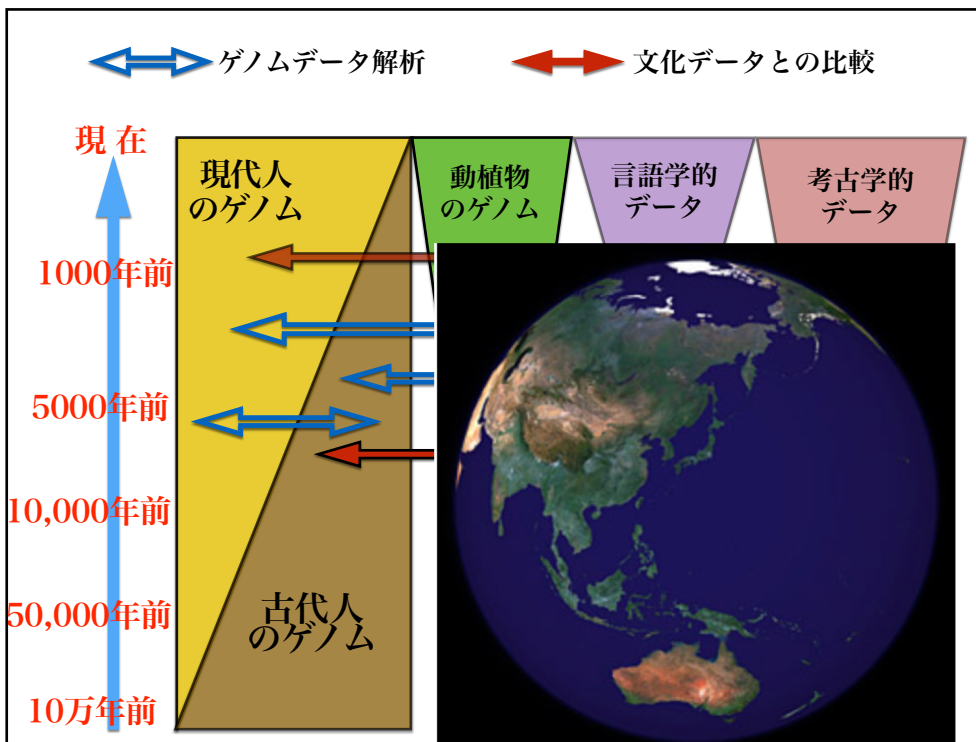 ゲノムデータ解析
文化データとの比較
現 在
1000年前
5000年前
10,000年前
50,000年前
10万年前
現代人
のゲノム
古代人
のゲノム
動植物
のゲノム
言語学的
データ
考古学的
データ